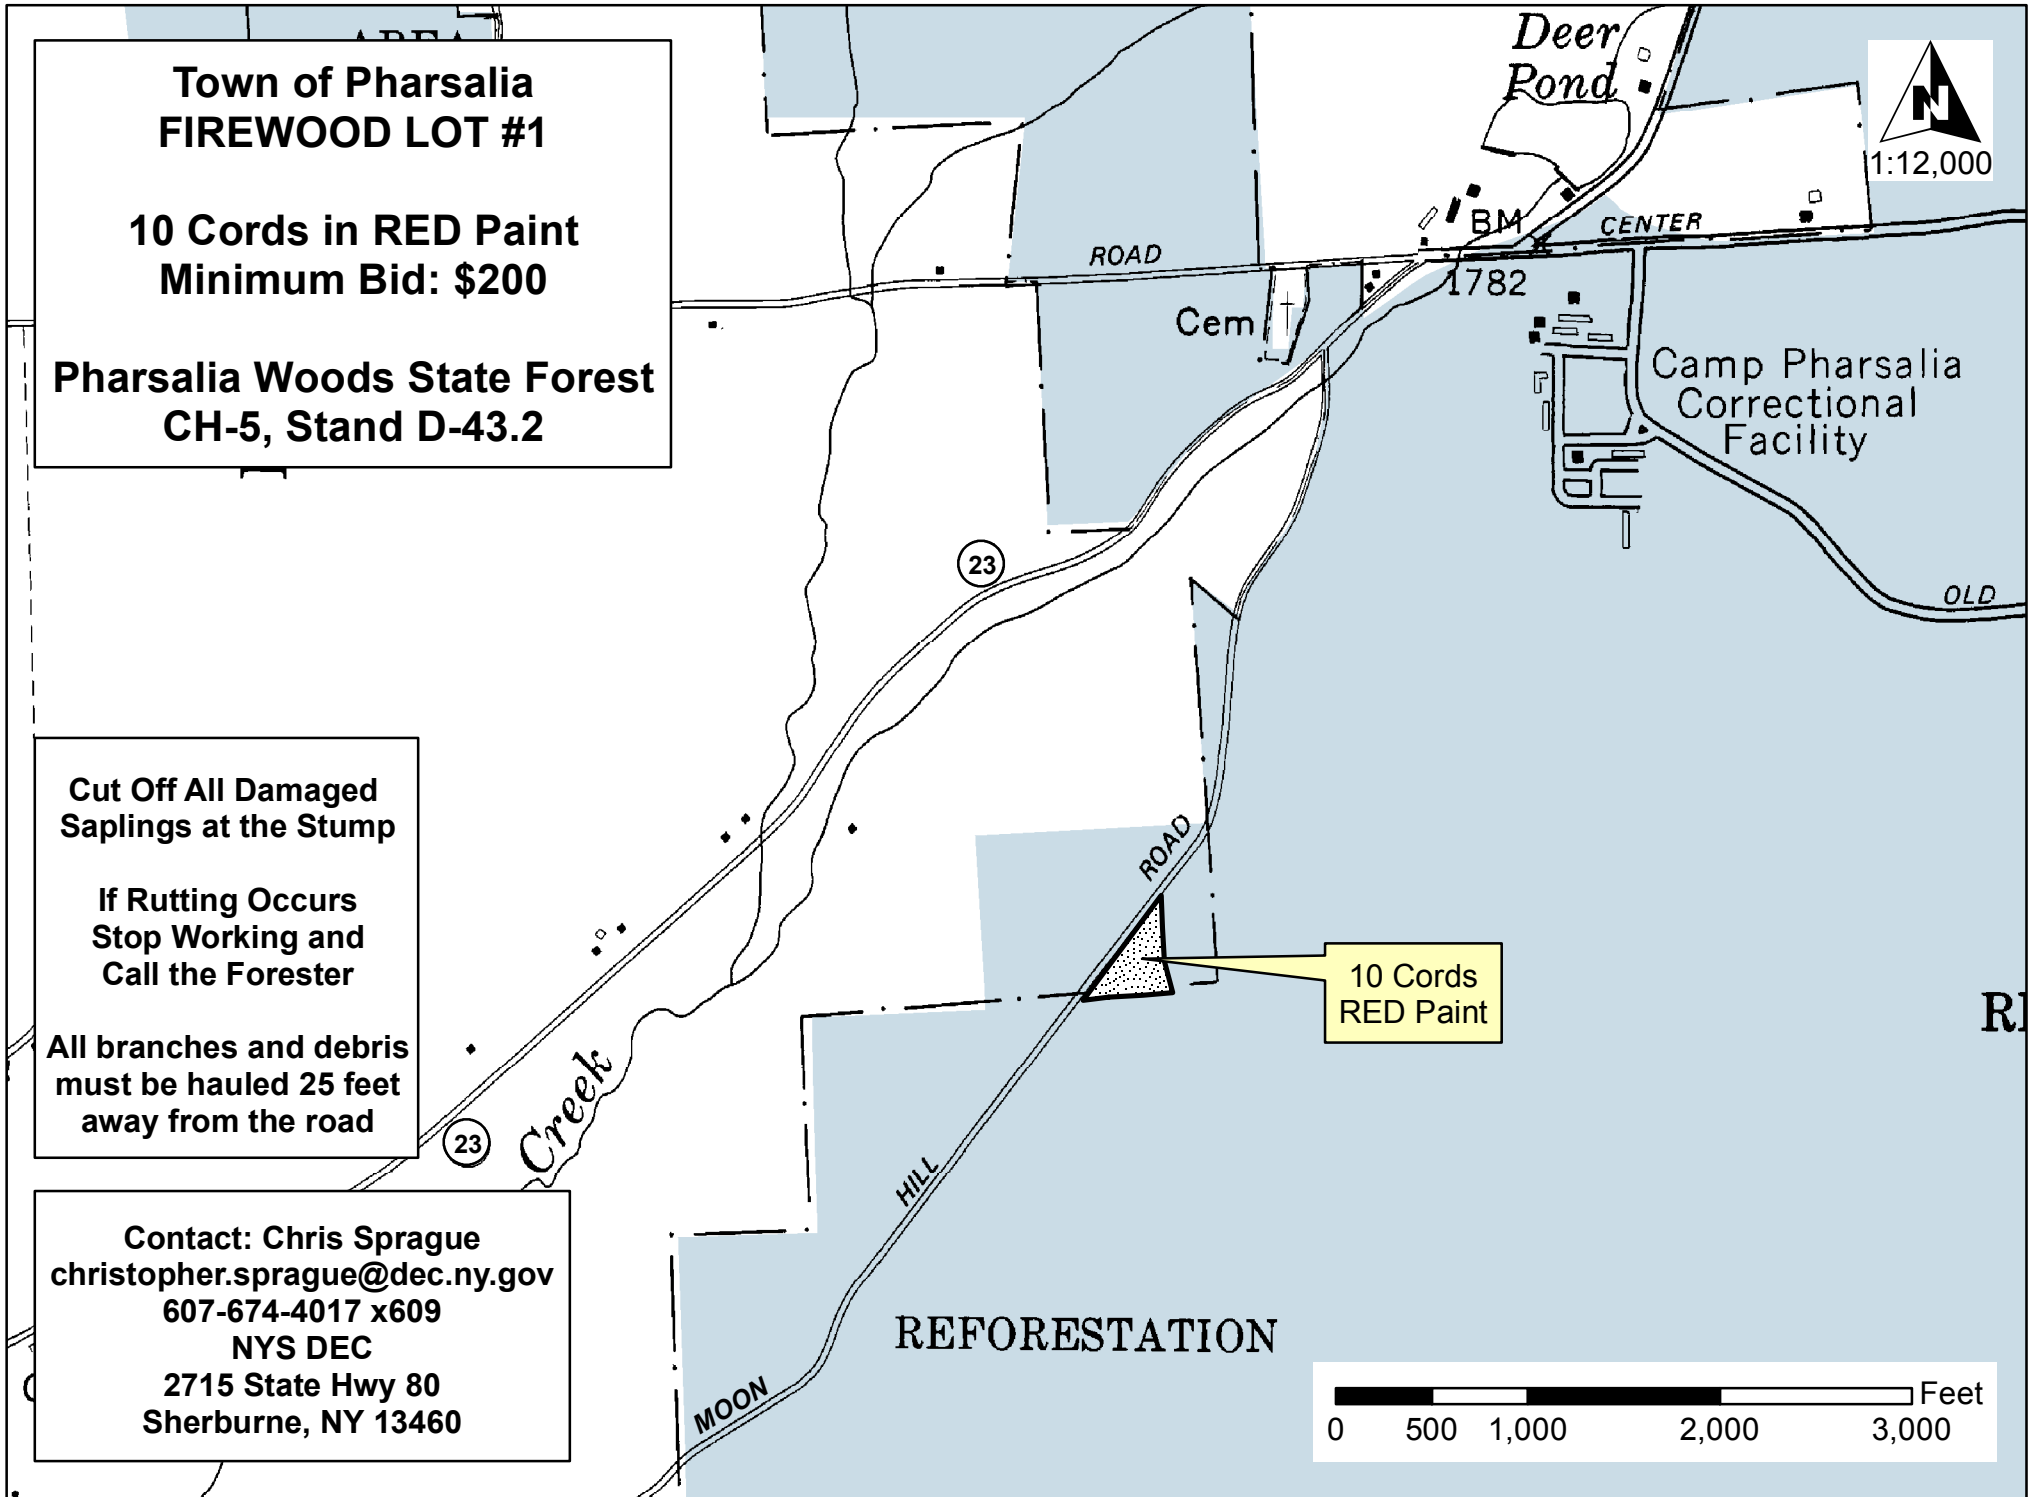 AREA
Town of Pharsalia
FIREWOOD LOT #1
10 Cords in RED Paint
Minimum Bid: $200
Pharsalia Woods State Forest
CH-5, Stand D-43.2
Deer
Pond
N
1:12,000
BM
CENTER
ROAD
1782
Cem
Camp Pharsalia
Correctional
Facility
23
OLD
Cut Off All Damaged
Saplings at the Stump
If Rutting Occurs
Stop Working and
Call the Forester
All branches and debris
must be hauled 25 feet
away from the road
ROAD
10 Cords
RED Paint
Creek
23
HILL
MOON
Contact: Chris Sprague
christopher.sprague@dec.ny.gov
607-674-4017 x609
NYS DEC
2715 State Hwy 80
Sherburne, NY 13460
REFORESTATION
Feet
0 500 1,000 2,000 3,000